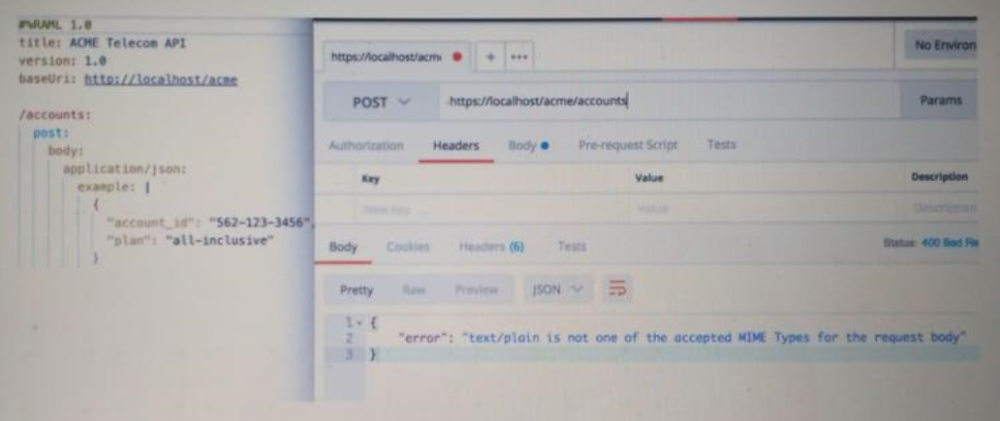 #%RAML 1.0
title: ACME Telecom API
version: 1.0
baseUri: http://localhost/acme
/accounts:
post:
body:
application/json:
example: |
{
"account_id": "562-123-3456",
"plan": "all-inclusive"
}
https://localhost/acm
+
•••
No Environ
POST
https://localhost/acme/accounts
Params
Authorization
Headers
Body
Pre-request Script
Tests
Key
Value
Description
New key
Value
Description
Body
Cookies
Headers (6)
Tests
Status: 400 Bad Re
Pretty
Raw
Preview
JSON
1 {
2 "error": "text/plain is not one of the accepted MIME Types for the request body"
3 }